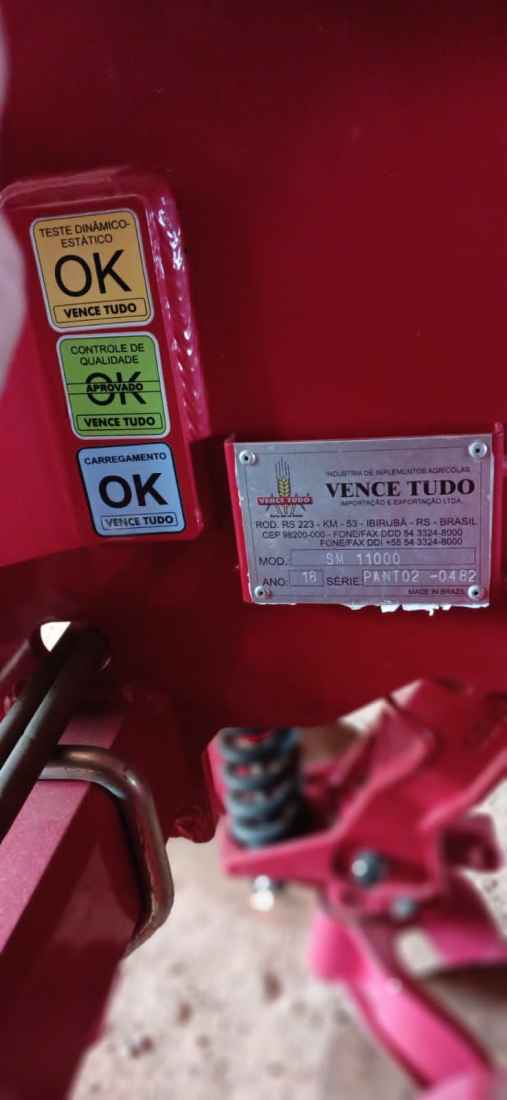 TESTE DINÂMICO-
ESTÁTICO
OK
VENCE TUDO
CONTROLE DE
QUALIDADE
OK
APROVADO
VENCE TUDO
CARREGAMENTO
OK
VENCE TUDO
VENCE TUDO
INDÚSTRIA DE IMPLEMENTOS AGRÍCOLAS
VENCE TUDO
IMPORTAÇÃO E EXPORTAÇÃO LTDA.
ROD. RS 223 - KM - 53 - IBIRUBÁ - RS - BRASIL
CEP 98200-000 - FONE/FAX DDD 54 3324-8000
FONE/FAX DDI +55 54 3324-8000
MOD.: SM 11000
ANO: 18 SÉRIE: PANT02 -0482
MADE IN BRAZIL